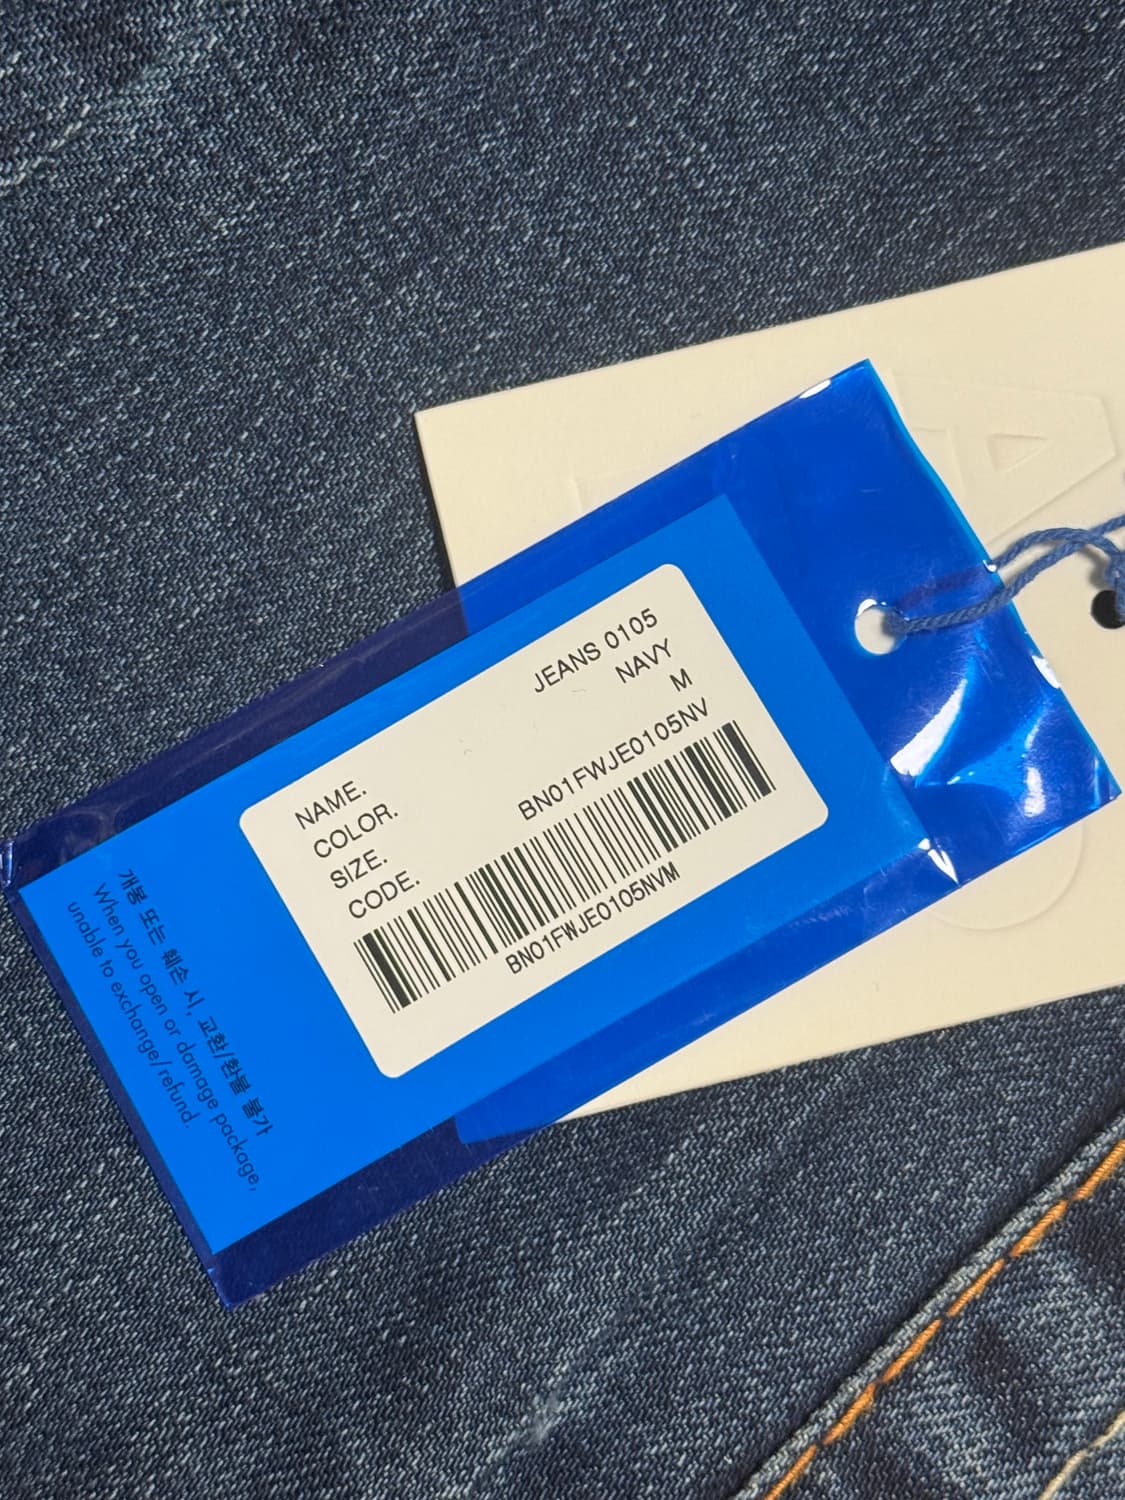 NAME. JEANS 0105
COLOR. NAVY
SIZE. M
CODE. BN01FWJE0105NV
BN01FWJE0105NVM
개봉 또는 훼손 시, 교환/환불 불가
When you open or damage package,
unable to exchange/refund.
A